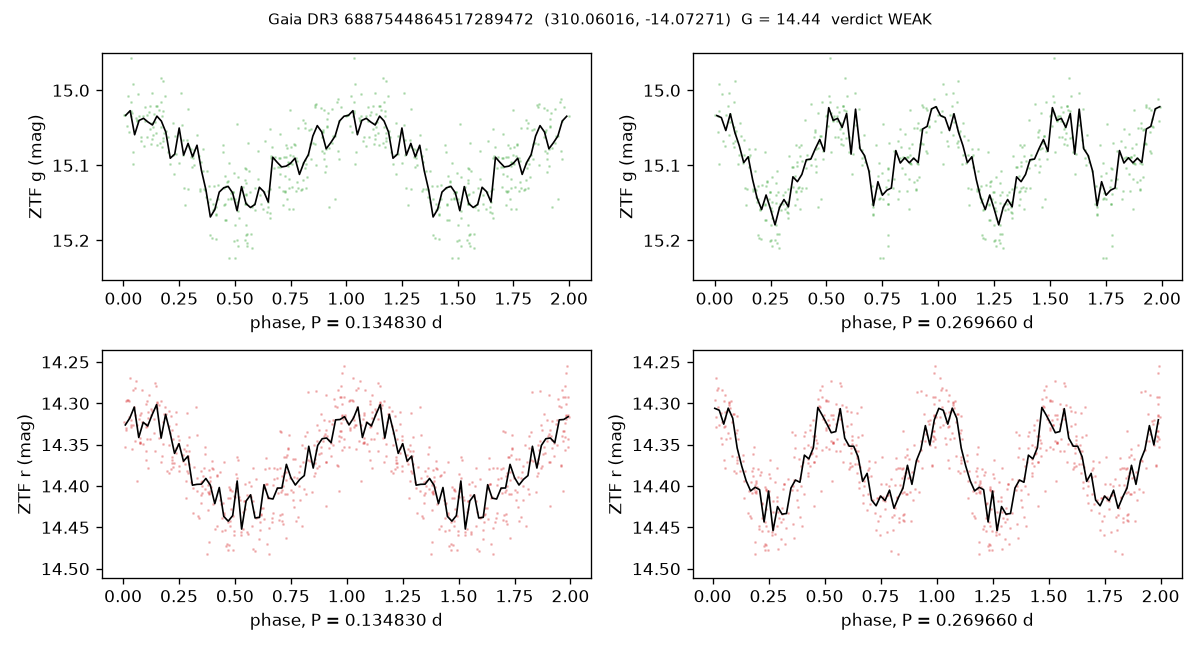 Gaia DR3 6887544864517289472 (310.06016, -14.07271) G = 14.44 verdict WEAK
ZTF g (mag)
15.0
15.1
15.2
0.00 0.25 0.50 0.75 1.00 1.25 1.50 1.75 2.00
phase, P = 0.134830 d
ZTF g (mag)
15.0
15.1
15.2
0.00 0.25 0.50 0.75 1.00 1.25 1.50 1.75 2.00
phase, P = 0.269660 d
ZTF r (mag)
14.25
14.30
14.35
14.40
14.45
14.50
0.00 0.25 0.50 0.75 1.00 1.25 1.50 1.75 2.00
phase, P = 0.134830 d
ZTF r (mag)
14.25
14.30
14.35
14.40
14.45
14.50
0.00 0.25 0.50 0.75 1.00 1.25 1.50 1.75 2.00
phase, P = 0.269660 d